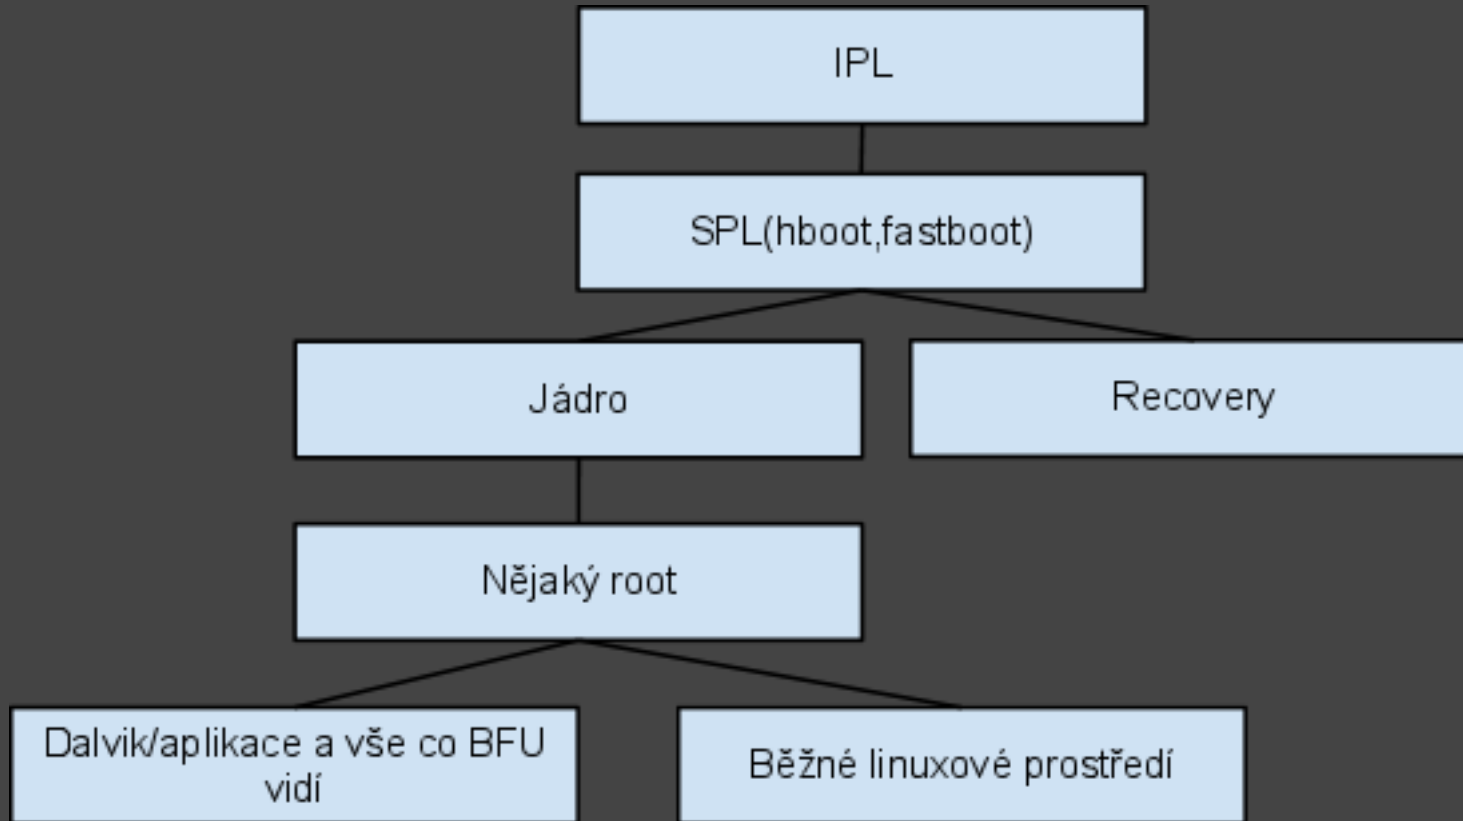 IPL
SPL(hboot,fastboot)
Jádro
Recovery
Nějaký root
Dalvik/aplikace a vše co BFU
vidí
Běžné linuxové prostředí